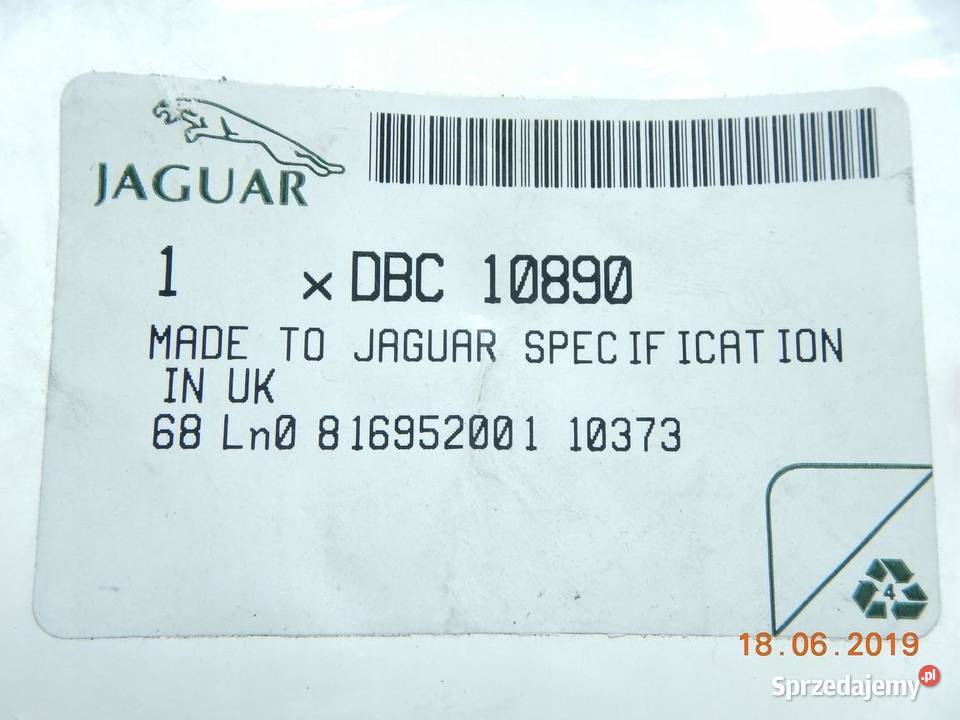 JAGUAR
1 x DBC 10890
MADE TO JAGUAR SPECIFICATION
IN UK
68 Ln0 816952001 10373
4
18.06.2019
Sprzedajemy.pl